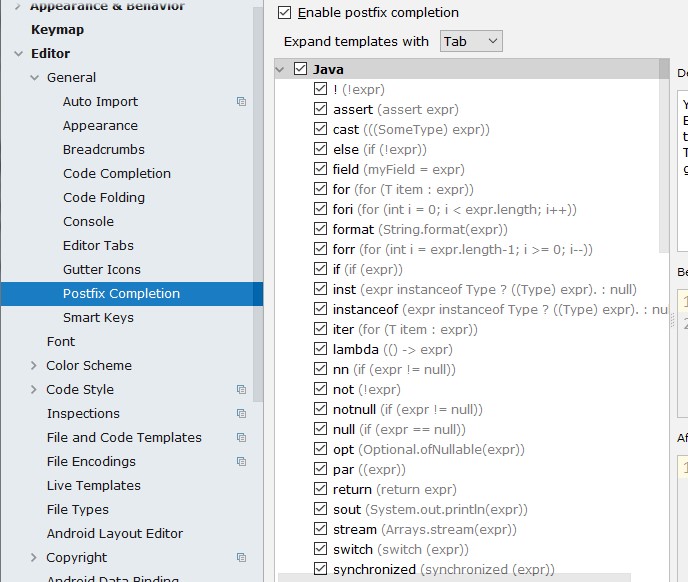 Appearance & Behavior
Keymap
Editor
General
Auto Import
Appearance
Breadcrumbs
Code Completion
Code Folding
Console
Editor Tabs
Gutter Icons
Postfix Completion
Smart Keys
Font
Color Scheme
Code Style
Inspections
File and Code Templates
File Encodings
Live Templates
File Types
Android Layout Editor
Copyright
Android Data Binding
Enable postfix completion
Expand templates with Tab
Java
! (!expr)
assert (assert expr)
cast (((SomeType) expr))
else (if (!expr))
field (myField = expr)
for (for (T item : expr))
fori (for (int i = 0; i < expr.length; i++))
format (String.format(expr))
forr (for (int i = expr.length-1; i >= 0; i--))
if (if (expr))
inst (expr instanceof Type ? ((Type) expr). : null)
instanceof (expr instanceof Type ? ((Type) expr). : nu
iter (for (T item : expr))
lambda (() -> expr)
nn (if (expr != null))
not (!expr)
notnull (if (expr != null))
null (if (expr == null))
opt (Optional.ofNullable(expr))
par ((expr))
return (return expr)
sout (System.out.println(expr))
stream (Arrays.stream(expr))
switch (switch (expr))
synchronized (synchronized (expr))
De
Y
E
t
T
g
Be
1
2
Af
1